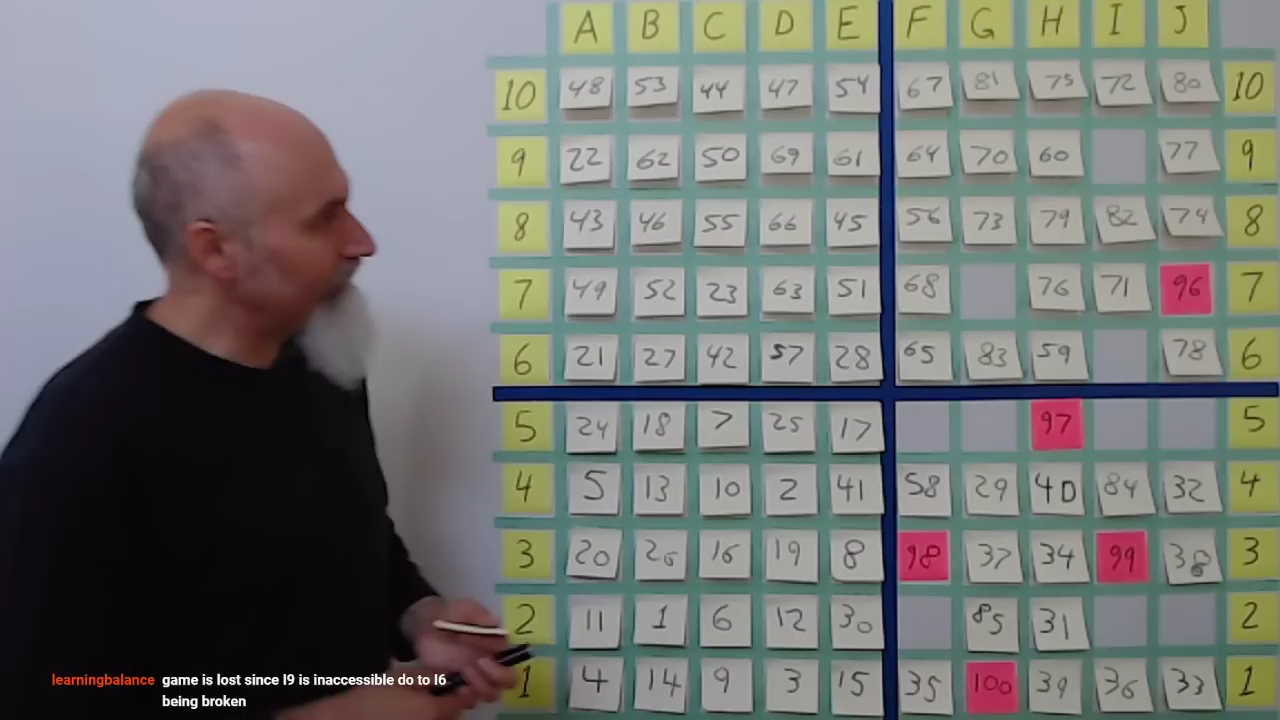 A B C D E F G H I J
10 48 53 44 47 54 67 81 75 72 80 10
9 22 62 50 69 61 64 70 60 77 9
8 43 46 55 66 45 56 73 79 82 74 8
7 49 52 23 63 51 68 76 71 96 7
6 21 27 42 57 28 65 83 59 78 6
5 24 18 7 25 17 97 5
4 5 13 10 2 41 58 29 40 84 32 4
3 20 26 16 19 8 98 37 34 99 38 3
2 11 1 6 12 30 85 31 2
1 4 14 9 3 15 35 100 39 36 33 1
learningbalance game is lost since I9 is inaccessible do to I6
being broken